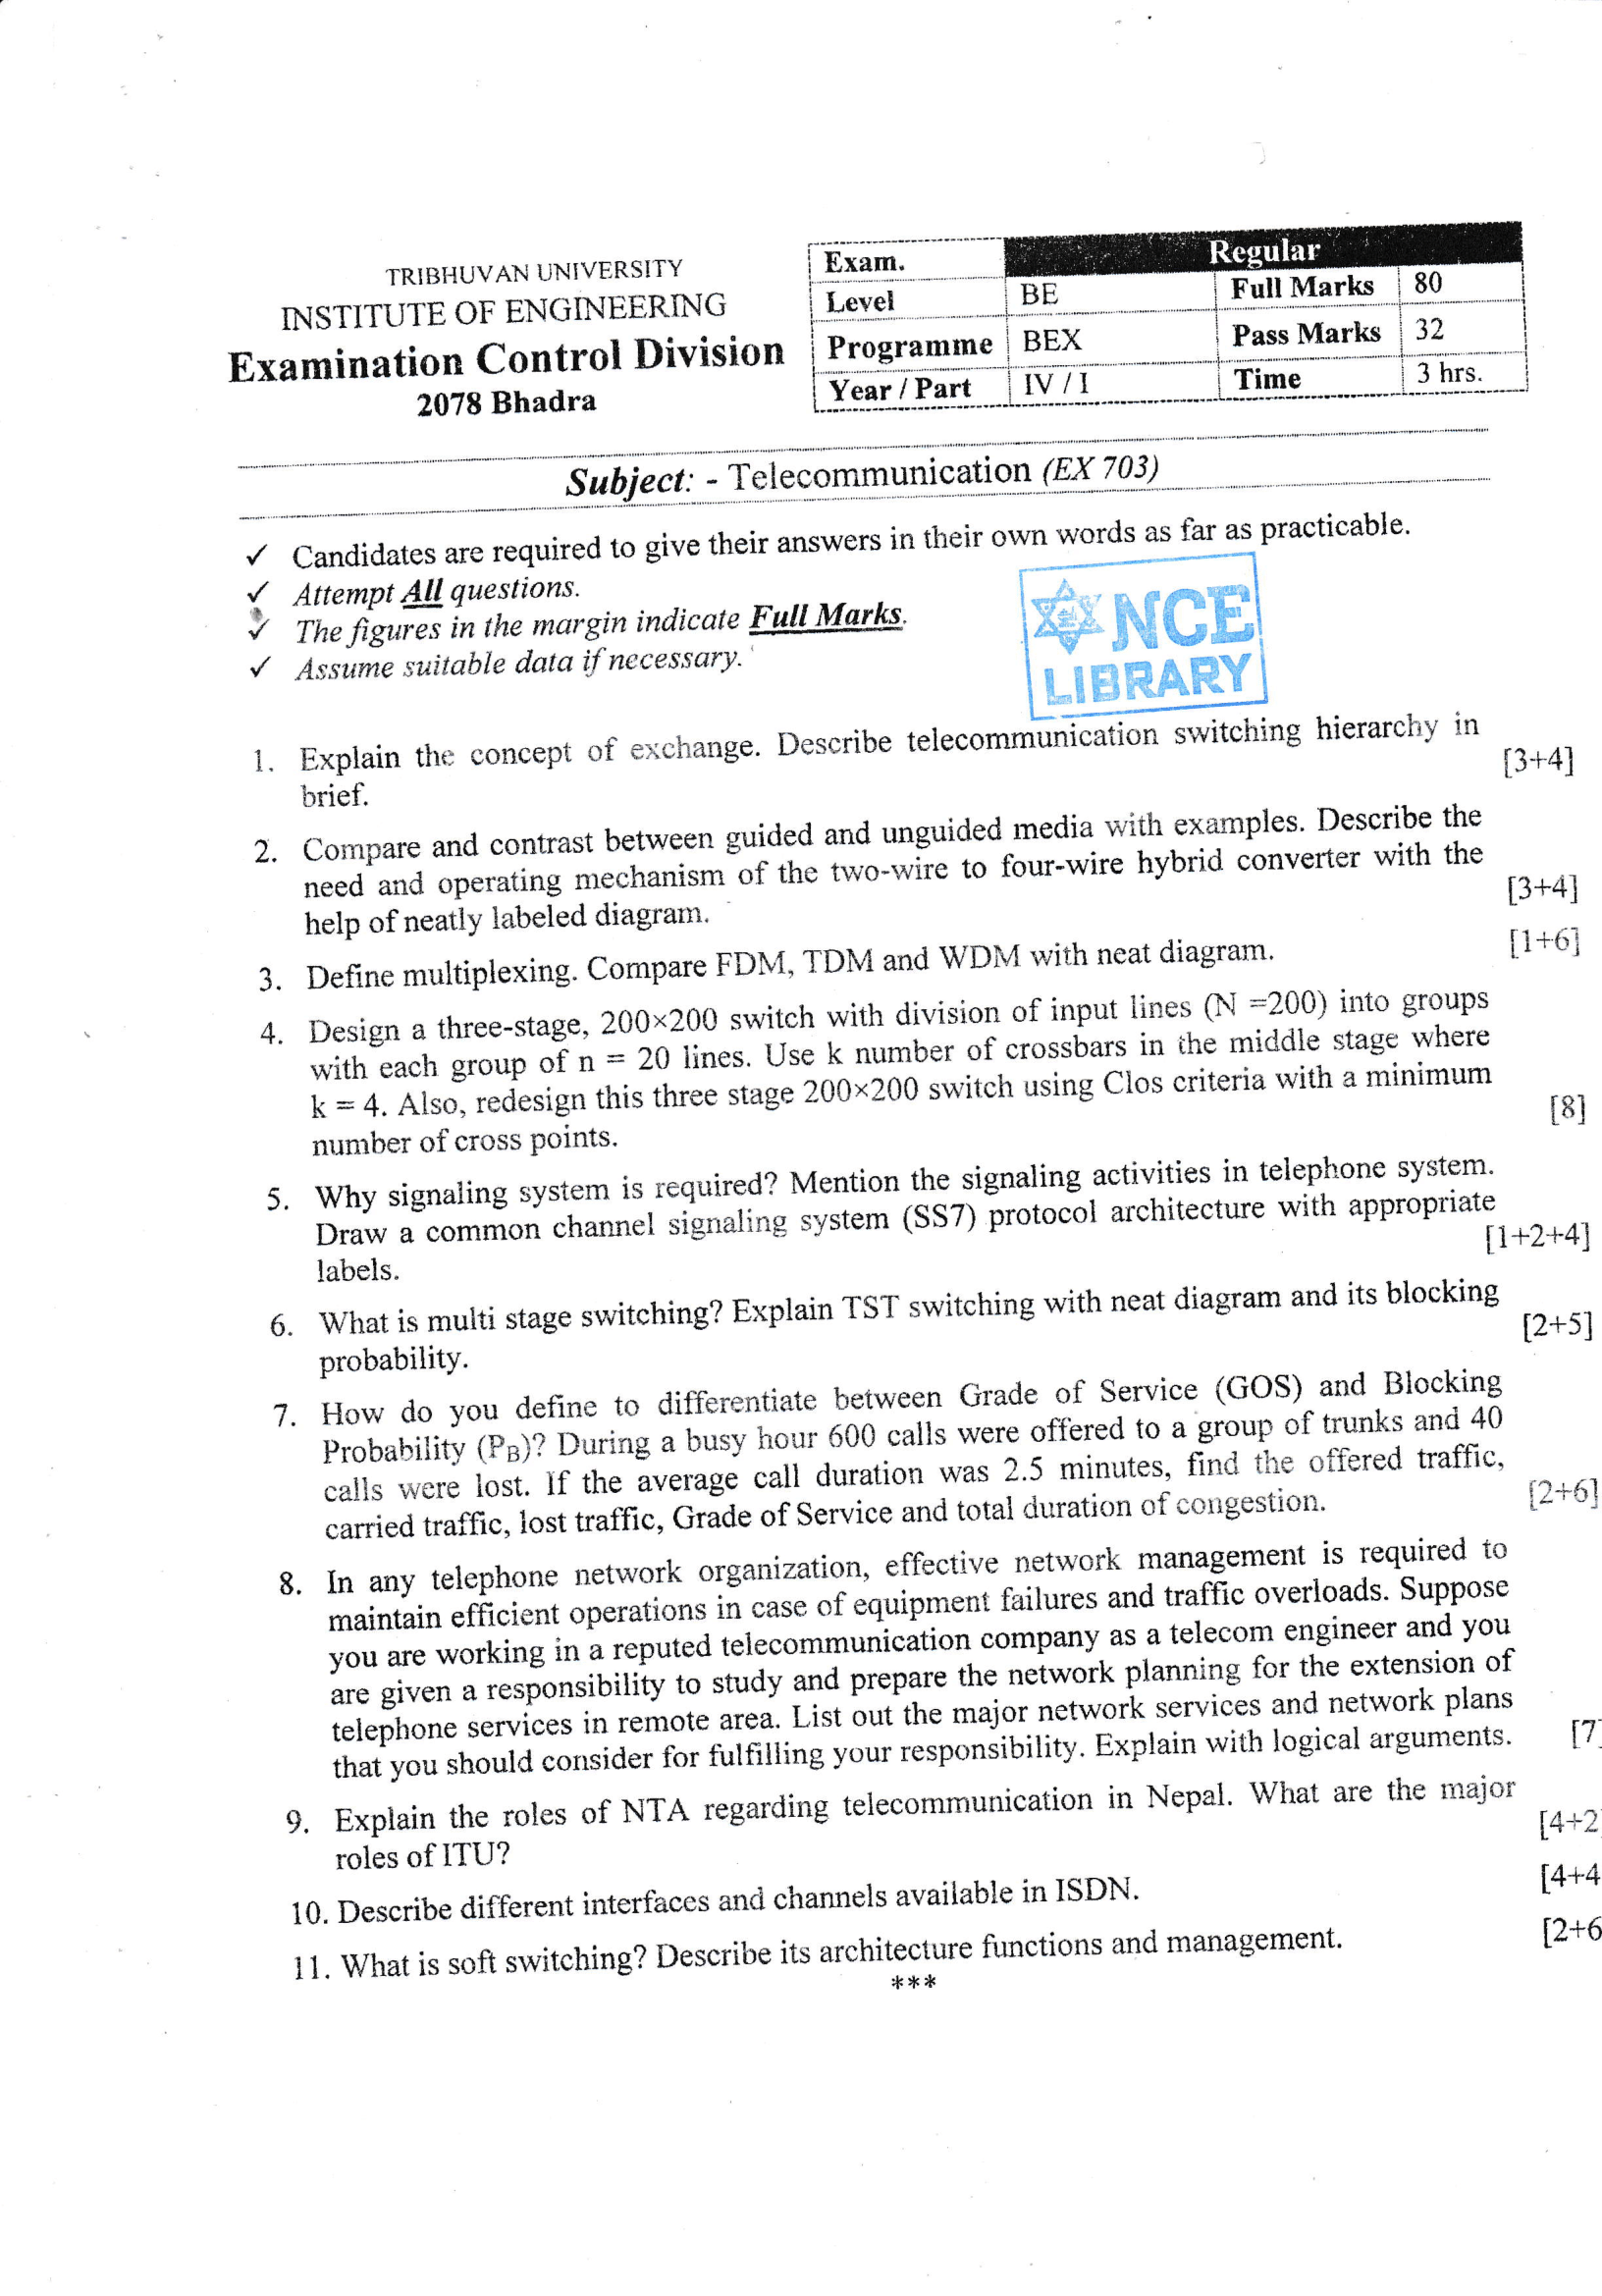 TRIBHUVAN UNIVERSITY
INSTITUTE OF ENGINEERING
Examination Control Division
2078 Bhadra
Exam. Regular
Level BE Full Marks 80
Programme BEX Pass Marks 32
Year / Part IV / I Time 3 hrs.
Subject: - Telecommunication (EX 703)
✓ Candidates are required to give their answers in their own words as far as practicable.
✓ Attempt All questions.
✓ The figures in the margin indicate Full Marks.
✓ Assume suitable data if necessary.
NCE
LIBRARY
1. Explain the concept of exchange. Describe telecommunication switching hierarchy in
brief. [3+4]
2. Compare and contrast between guided and unguided media with examples. Describe the
need and operating mechanism of the two-wire to four-wire hybrid converter with the
help of neatly labeled diagram. [3+4]
3. Define multiplexing. Compare FDM, TDM and WDM with neat diagram. [1+6]
4. Design a three-stage, 200×200 switch with division of input lines (N =200) into groups
with each group of n = 20 lines. Use k number of crossbars in the middle stage where
k = 4. Also, redesign this three stage 200×200 switch using Clos criteria with a minimum
number of cross points. [8]
5. Why signaling system is required? Mention the signaling activities in telephone system.
Draw a common channel signaling system (SS7) protocol architecture with appropriate
labels. [1+2+4]
6. What is multi stage switching? Explain TST switching with neat diagram and its blocking
probability. [2+5]
7. How do you define to differentiate between Grade of Service (GOS) and Blocking
Probability (PB)? During a busy hour 600 calls were offered to a group of trunks and 40
calls were lost. If the average call duration was 2.5 minutes, find the offered traffic,
carried traffic, lost traffic, Grade of Service and total duration of congestion. [2+6]
8. In any telephone network organization, effective network management is required to
maintain efficient operations in case of equipment failures and traffic overloads. Suppose
you are working in a reputed telecommunication company as a telecom engineer and you
are given a responsibility to study and prepare the network planning for the extension of
telephone services in remote area. List out the major network services and network plans
that you should consider for fulfilling your responsibility. Explain with logical arguments. [7]
9. Explain the roles of NTA regarding telecommunication in Nepal. What are the major
roles of ITU? [4+2]
10. Describe different interfaces and channels available in ISDN. [4+4
11. What is soft switching? Describe its architecture functions and management. [2+6
***